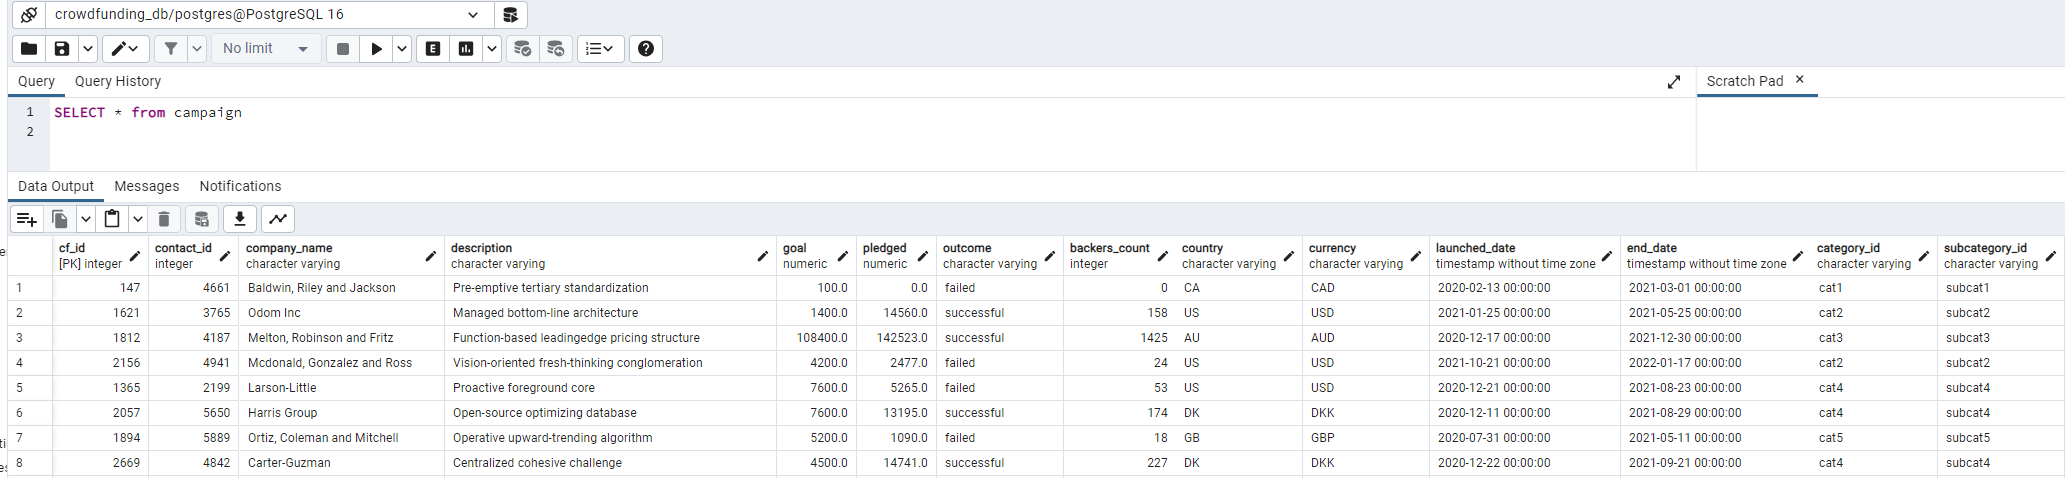 crowdfunding_db/postgres@PostgreSQL 16
No limit
E
Query Query History
Scratch Pad ×
1 SELECT * from campaign
2
Data Output Messages Notifications
cf_id contact_id company_name description goal pledged outcome backers_count country currency launched_date end_date category_id subcategory_id
[PK] integer integer character varying character varying numeric numeric character varying integer character varying character varying timestamp without time zone timestamp without time zone character varying character varying
1 147 4661 Baldwin, Riley and Jackson Pre-emptive tertiary standardization 100.0 0.0 failed 0 CA CAD 2020-02-13 00:00:00 2021-03-01 00:00:00 cat1 subcat1
2 1621 3765 Odom Inc Managed bottom-line architecture 1400.0 14560.0 successful 158 US USD 2021-01-25 00:00:00 2021-05-25 00:00:00 cat2 subcat2
3 1812 4187 Melton, Robinson and Fritz Function-based leadingedge pricing structure 108400.0 142523.0 successful 1425 AU AUD 2020-12-17 00:00:00 2021-12-30 00:00:00 cat3 subcat3
4 2156 4941 Mcdonald, Gonzalez and Ross Vision-oriented fresh-thinking conglomeration 4200.0 2477.0 failed 24 US USD 2021-10-21 00:00:00 2022-01-17 00:00:00 cat2 subcat2
5 1365 2199 Larson-Little Proactive foreground core 7600.0 5265.0 failed 53 US USD 2020-12-21 00:00:00 2021-08-23 00:00:00 cat4 subcat4
6 2057 5650 Harris Group Open-source optimizing database 7600.0 13195.0 successful 174 DK DKK 2020-12-11 00:00:00 2021-08-29 00:00:00 cat4 subcat4
7 1894 5889 Ortiz, Coleman and Mitchell Operative upward-trending algorithm 5200.0 1090.0 failed 18 GB GBP 2020-07-31 00:00:00 2021-05-11 00:00:00 cat5 subcat5
8 2669 4842 Carter-Guzman Centralized cohesive challenge 4500.0 14741.0 successful 227 DK DKK 2020-12-22 00:00:00 2021-09-21 00:00:00 cat4 subcat4